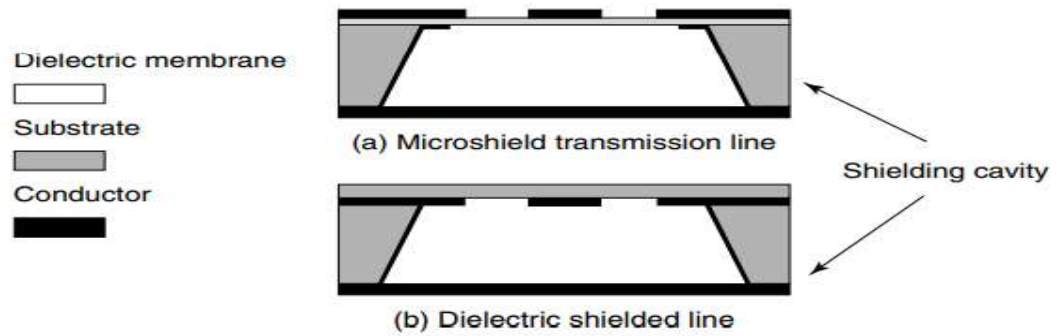 Dielectric membrane
Substrate
Conductor
(a) Microshield transmission line
Shielding cavity
(b) Dielectric shielded line